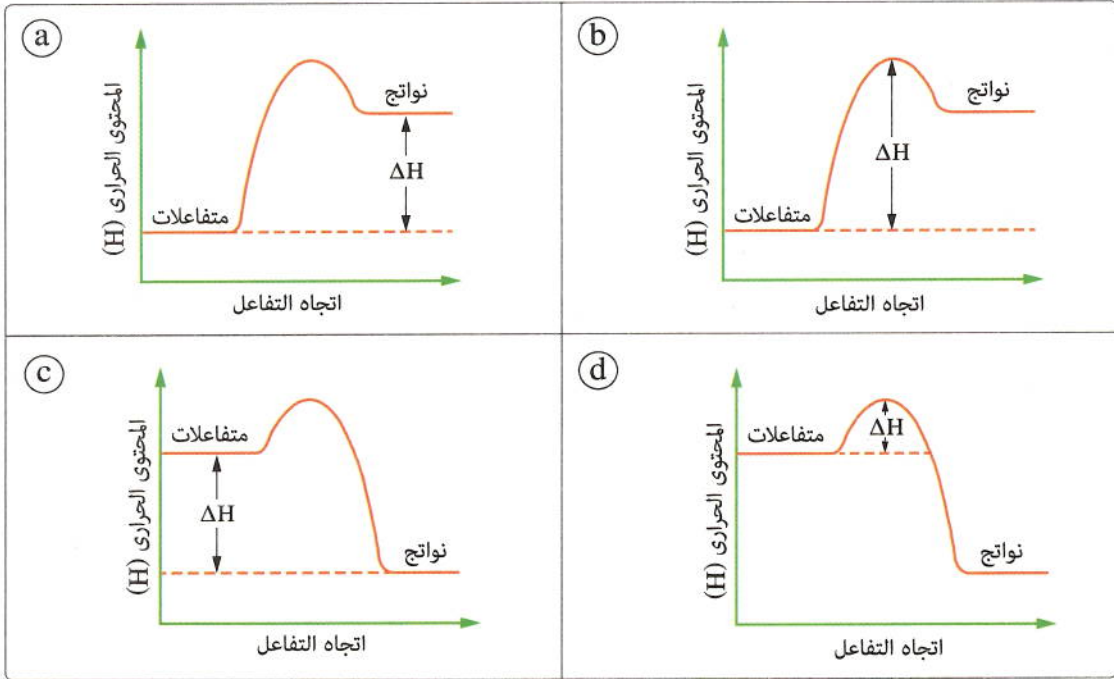 a
المحتوى الحرارى (H)
متفاعلات
نواتج
ΔH
اتجاه التفاعل
b
المحتوى الحرارى (H)
متفاعلات
نواتج
ΔH
اتجاه التفاعل
c
المحتوى الحرارى (H)
متفاعلات
ΔH
نواتج
اتجاه التفاعل
d
المحتوى الحرارى (H)
متفاعلات
ΔH
نواتج
اتجاه التفاعل